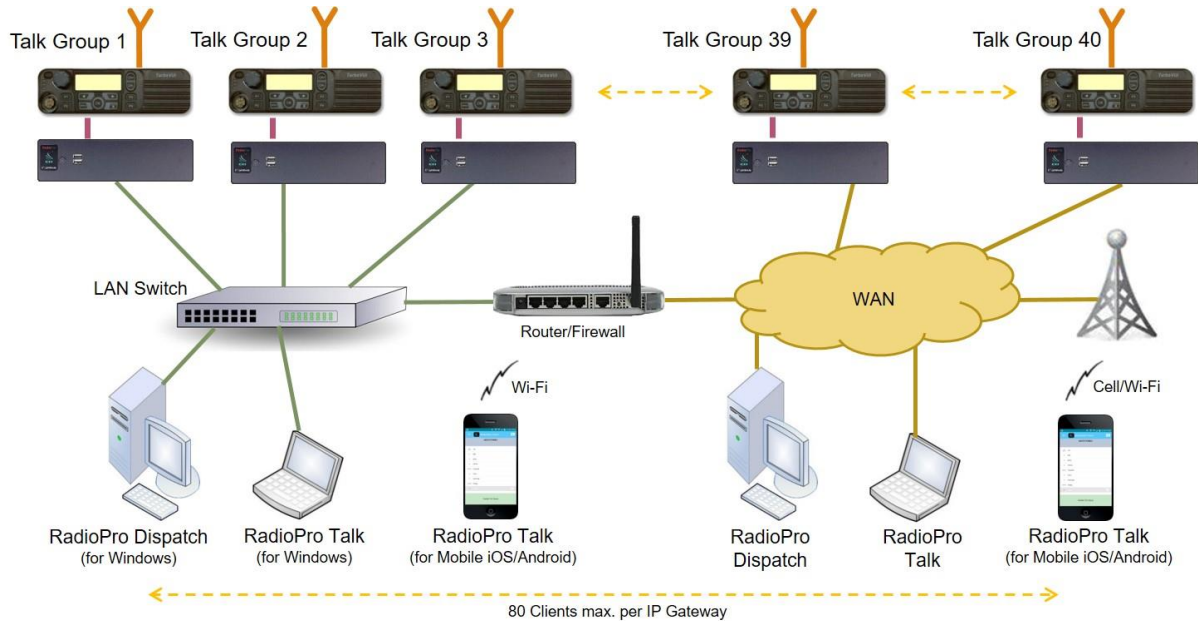 Talk Group 1
Talk Group 2
Talk Group 3
Talk Group 39
Talk Group 40
LAN Switch
Router/Firewall
WAN
Wi-Fi
Cell/Wi-Fi
RadioPro Dispatch
(for Windows)
RadioPro Talk
(for Windows)
RadioPro Talk
(for Mobile iOS/Android)
RadioPro
Dispatch
RadioPro
Talk
RadioPro Talk
(for Mobile iOS/Android)
80 Clients max. per IP Gateway